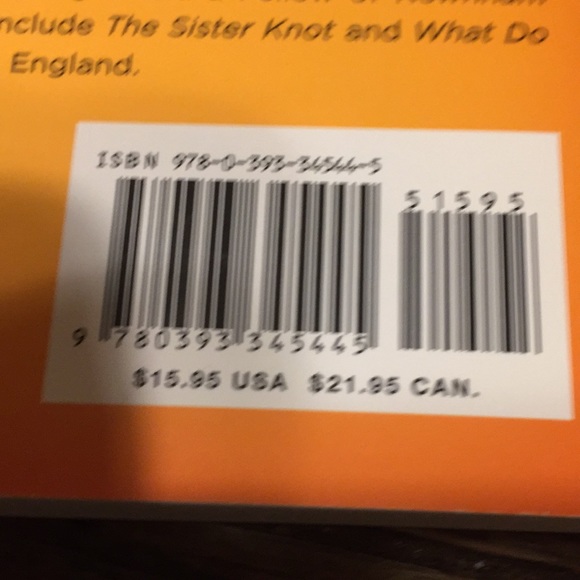 nclude The Sister Knot and What Do
England.
ISBN 978-0-393-34544-5
51595
9 780393 345445
$15.95 USA $21.95 CAN.